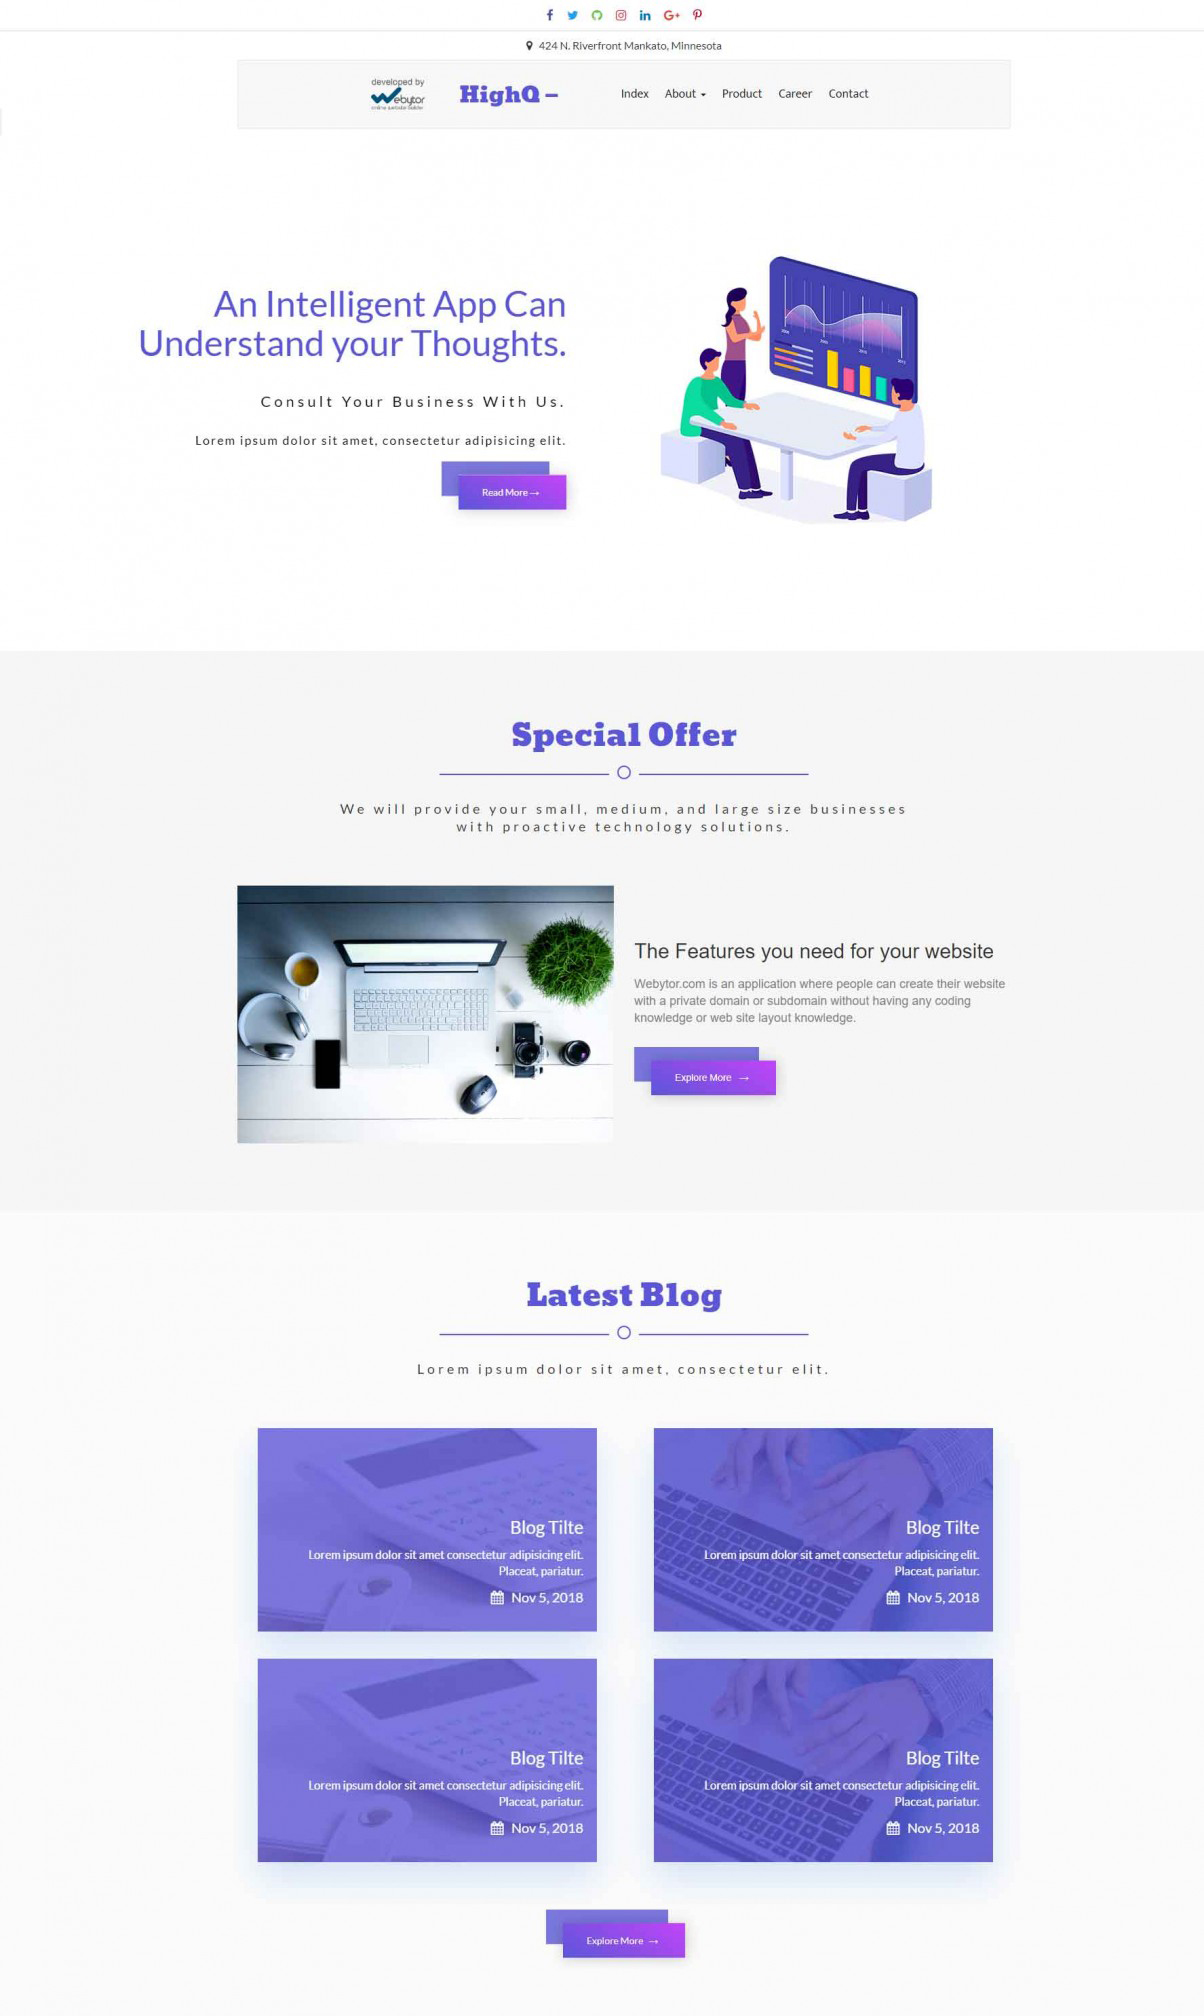 424 N. Riverfront Mankato, Minnesota
developed by
Webytor
HighQ –
Index About Product Career Contact
An Intelligent App Can
Understand your Thoughts.
Consult Your Business With Us.
Lorem ipsum dolor sit amet, consectetur adipisicing elit.
Read More →
Special Offer
We will provide your small, medium, and large size businesses
with proactive technology solutions.
The Features you need for your website
Webytor.com is an application where people can create their website
with a private domain or subdomain without having any coding
knowledge or web site layout knowledge.
Explore More →
Latest Blog
Lorem ipsum dolor sit amet, consectetur elit.
Blog Tilte
Lorem ipsum dolor sit amet consectetur adipisicing elit.
Placeat, pariatur.
Nov 5, 2018
Blog Tilte
Lorem ipsum dolor sit amet consectetur adipisicing elit.
Placeat, pariatur.
Nov 5, 2018
Blog Tilte
Lorem ipsum dolor sit amet consectetur adipisicing elit.
Placeat, pariatur.
Nov 5, 2018
Blog Tilte
Lorem ipsum dolor sit amet consectetur adipisicing elit.
Placeat, pariatur.
Nov 5, 2018
Explore More →